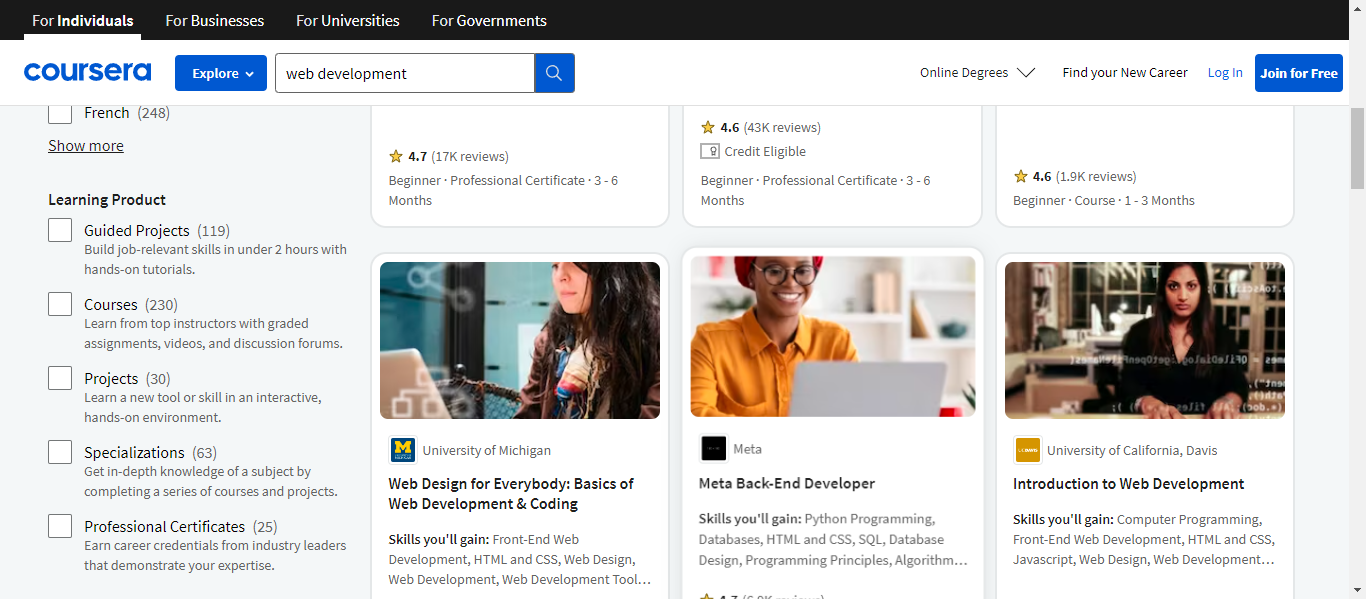 For Individuals
For Businesses
For Universities
For Governments
coursera
Explore
web development
Online Degrees
Find your New Career
Log In
Join for Free
French (248)
Show more
Learning Product
Guided Projects (119)
Build job-relevant skills in under 2 hours with
hands-on tutorials.
Courses (230)
Learn from top instructors with graded
assignments, videos, and discussion forums.
Projects (30)
Learn a new tool or skill in an interactive,
hands-on environment.
Specializations (63)
Get in-depth knowledge of a subject by
completing a series of courses and projects.
Professional Certificates (25)
Earn career credentials from industry leaders
that demonstrate your expertise.
4.7 (17K reviews)
Beginner · Professional Certificate · 3 - 6
Months
4.6 (43K reviews)
Credit Eligible
Beginner · Professional Certificate · 3 - 6
Months
4.6 (1.9K reviews)
Beginner · Course · 1 - 3 Months
University of Michigan
Web Design for Everybody: Basics of
Web Development & Coding
Skills you'll gain: Front-End Web
Development, HTML and CSS, Web Design,
Web Development, Web Development Tool...
Meta
Meta Back-End Developer
Skills you'll gain: Python Programming,
Databases, HTML and CSS, SQL, Database
Design, Programming Principles, Algorithm...
University of California, Davis
Introduction to Web Development
Skills you'll gain: Computer Programming,
Front-End Web Development, HTML and CSS,
Javascript, Web Design, Web Development...